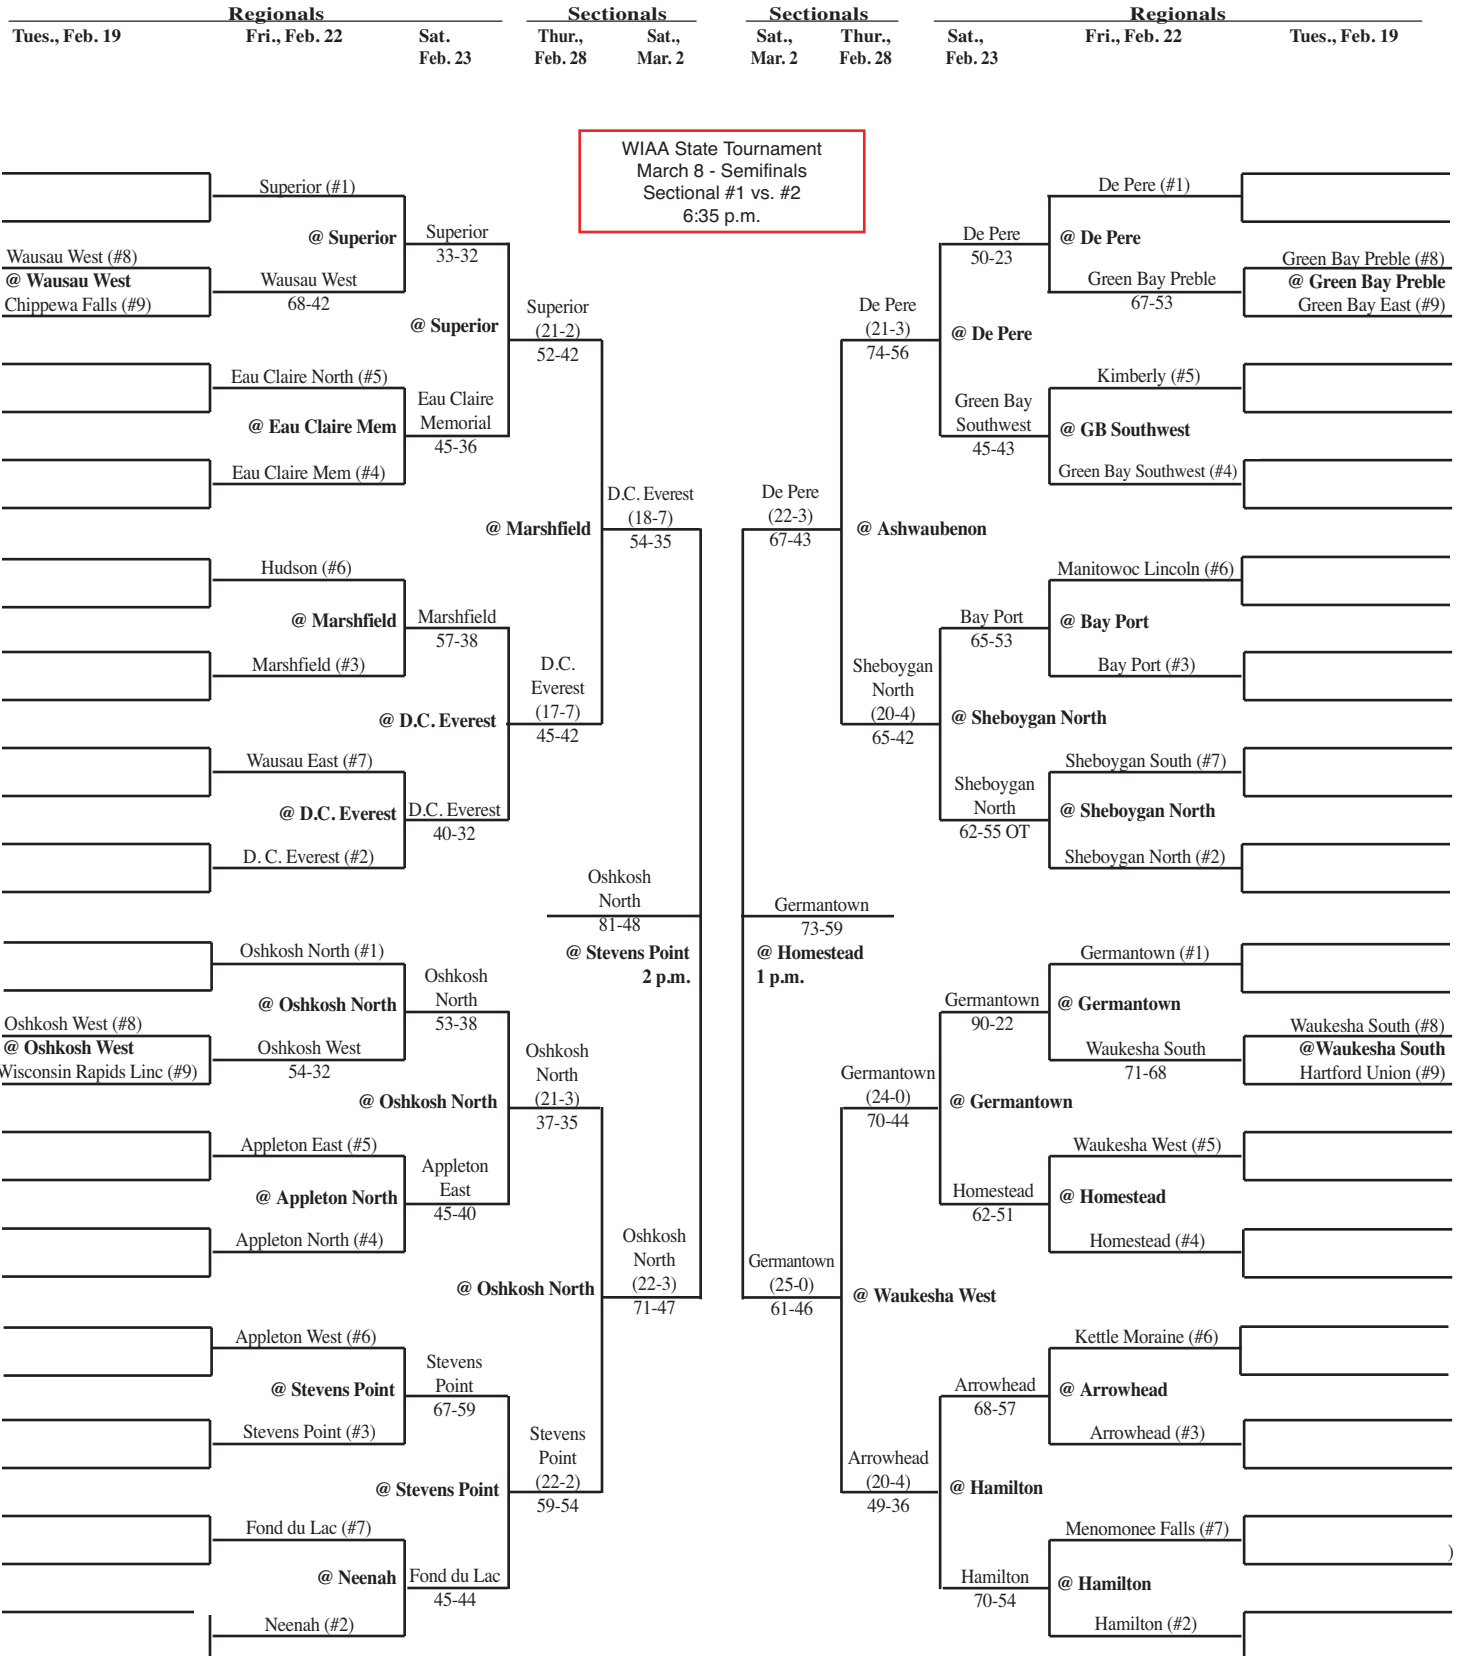 Regionals
Sectionals
Sectionals
Regionals
Tues., Feb. 19
Fri., Feb. 22
Sat.
Feb. 23
Thur.,
Feb. 28
Sat.,
Mar. 2
Sat.,
Mar. 2
Thur.,
Feb. 28
Sat.,
Feb. 23
Fri., Feb. 22
Tues., Feb. 19
WIAA State Tournament
March 8 - Semifinals
Sectional #1 vs. #2
6:35 p.m.
Superior (#1)
@ Superior
Wausau West (#8)
@ Wausau West
Chippewa Falls (#9)
Wausau West
68-42
Superior
33-32
@ Superior
Superior
(21-2)
52-42
Eau Claire North (#5)
@ Eau Claire Mem
Eau Claire Mem (#4)
Eau Claire
Memorial
45-36
@ Marshfield
D.C. Everest
(18-7)
54-35
Hudson (#6)
@ Marshfield
Marshfield (#3)
Marshfield
57-38
@ D.C. Everest
D.C.
Everest
(17-7)
45-42
Wausau East (#7)
@ D.C. Everest
D. C. Everest (#2)
D.C. Everest
40-32
Oshkosh
North
81-48
@ Stevens Point
2 p.m.
Oshkosh North (#1)
@ Oshkosh North
Oshkosh West (#8)
@ Oshkosh West
Wisconsin Rapids Linc (#9)
Oshkosh West
54-32
Oshkosh
North
53-38
@ Oshkosh North
Oshkosh
North
(21-3)
37-35
Appleton East (#5)
@ Appleton North
Appleton North (#4)
Appleton
East
45-40
@ Oshkosh North
Oshkosh
North
(22-3)
71-47
Appleton West (#6)
@ Stevens Point
Stevens Point (#3)
Stevens
Point
67-59
@ Stevens Point
Stevens
Point
(22-2)
59-54
Fond du Lac (#7)
@ Neenah
Neenah (#2)
Fond du Lac
45-44
De Pere (#1)
@ De Pere
Green Bay Preble (#8)
@ Green Bay Preble
Green Bay East (#9)
Green Bay Preble
67-53
De Pere
50-23
@ De Pere
De Pere
(21-3)
74-56
Kimberly (#5)
@ GB Southwest
Green Bay Southwest (#4)
Green Bay
Southwest
45-43
De Pere
(22-3)
67-43
@ Ashwaubenon
Manitowoc Lincoln (#6)
@ Bay Port
Bay Port (#3)
Bay Port
65-53
@ Sheboygan North
Sheboygan
North
(20-4)
65-42
Sheboygan South (#7)
@ Sheboygan North
Sheboygan North (#2)
Sheboygan
North
62-55 OT
Germantown
73-59
@ Homestead
1 p.m.
Germantown (#1)
@ Germantown
Waukesha South (#8)
@Waukesha South
Hartford Union (#9)
Waukesha South
71-68
Germantown
90-22
@ Germantown
Germantown
(24-0)
70-44
Waukesha West (#5)
@ Homestead
Homestead (#4)
Homestead
62-51
Germantown
(25-0)
61-46
@ Waukesha West
Kettle Moraine (#6)
@ Arrowhead
Arrowhead (#3)
Arrowhead
68-57
@ Hamilton
Arrowhead
(20-4)
49-36
Menomonee Falls (#7)
)
@ Hamilton
Hamilton (#2)
Hamilton
70-54